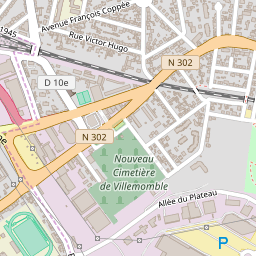 Avenue François Coppée
1945
Rue Victor Hugo
N 302
D 10e
N 302
Nouveau
Cimetière
de Villemomble
Allée du Plateau
P